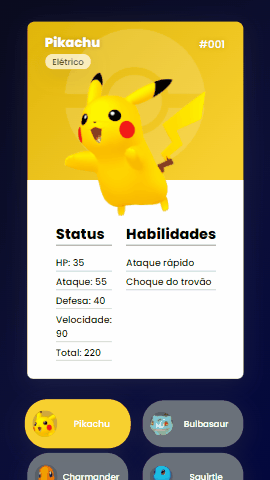 Pikachu
#001
Elétrico
Status
HP: 35
Ataque: 55
Defesa: 40
Velocidade:
90
Total: 220
Habilidades
Ataque rápido
Choque do trovão
Pikachu
Bulbasaur
Charmander
Squirtle